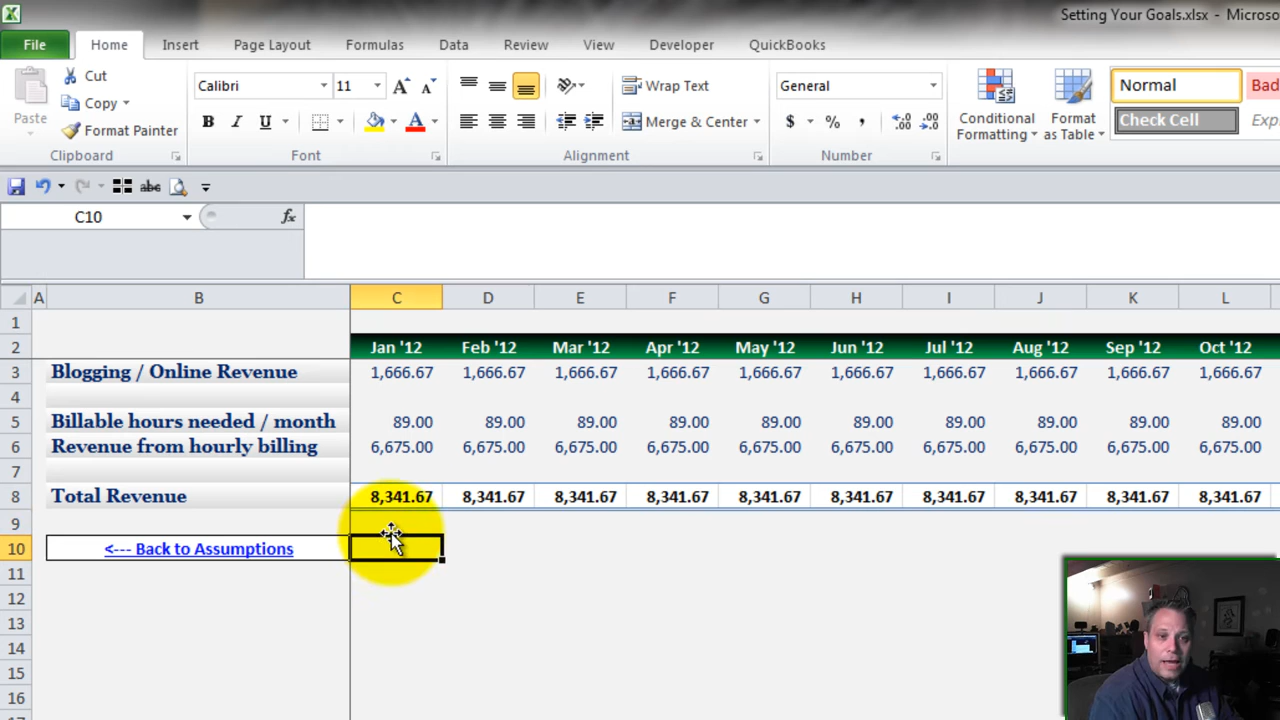 Setting Your Goals.xlsx - Micros
File Home Insert Page Layout Formulas Data Review View Developer QuickBooks
Paste Cut Copy Format Painter Clipboard
Calibri 11 B I U Font
Wrap Text Merge & Center Alignment
General $ % , .00 .00 Number
Conditional Formatting Format as Table Normal Bad Check Cell Exp
abc
C10 fx
A B C D E F G H I J K L
1
2 Jan '12 Feb '12 Mar '12 Apr '12 May '12 Jun '12 Jul '12 Aug '12 Sep '12 Oct '12
3 Blogging / Online Revenue 1,666.67 1,666.67 1,666.67 1,666.67 1,666.67 1,666.67 1,666.67 1,666.67 1,666.67 1,666.67
4
5 Billable hours needed / month 89.00 89.00 89.00 89.00 89.00 89.00 89.00 89.00 89.00 89.00
6 Revenue from hourly billing 6,675.00 6,675.00 6,675.00 6,675.00 6,675.00 6,675.00 6,675.00 6,675.00 6,675.00 6,675.00
7
8 Total Revenue 8,341.67 8,341.67 8,341.67 8,341.67 8,341.67 8,341.67 8,341.67 8,341.67 8,341.67 8,341.67
9
10 <--- Back to Assumptions
11
12
13
14
15
16